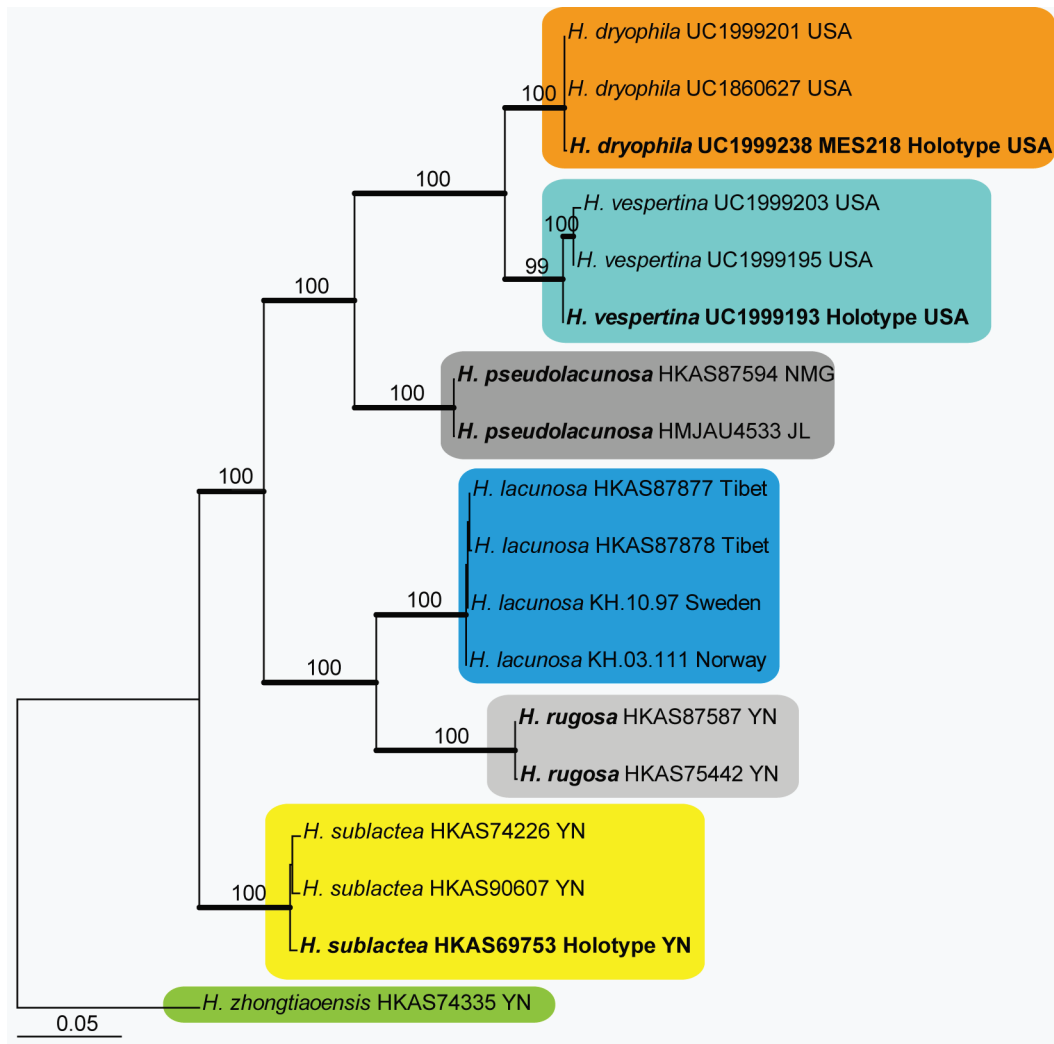 H. dryophila UC1999201 USA
H. dryophila UC1860627 USA
100
H. dryophila UC1999238 MES218 Holotype USA
100
H. vespertina UC1999203 USA
100
H. vespertina UC1999195 USA
99
100
H. vespertina UC1999193 Holotype USA
H. pseudolacunosa HKAS87594 NMG
100
H. pseudolacunosa HMJAU4533 JL
100
H. lacunosa HKAS87877 Tibet
H. lacunosa HKAS87878 Tibet
100
H. lacunosa KH.10.97 Sweden
H. lacunosa KH.03.111 Norway
100
H. rugosa HKAS87587 YN
100
H. rugosa HKAS75442 YN
H. sublactea HKAS74226 YN
100
H. sublactea HKAS90607 YN
H. sublactea HKAS69753 Holotype YN
H. zhongtiaoensis HKAS74335 YN
0.05